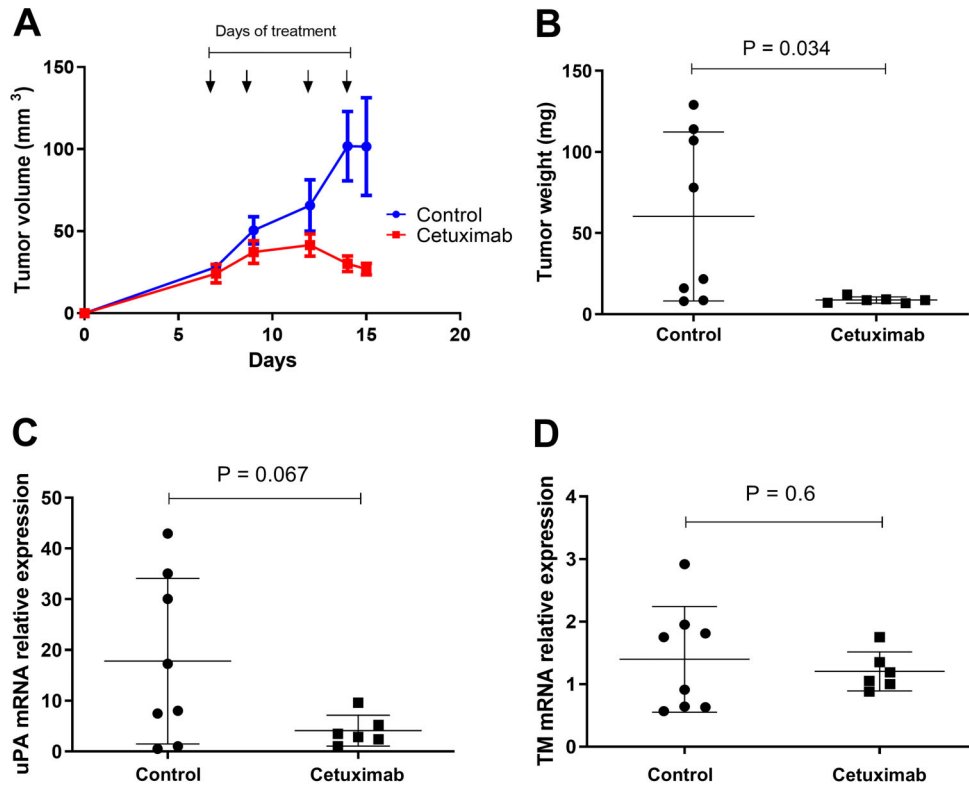 A
Days of treatment
Tumor volume (mm 3)
150
100
50
0
0
5
10
15
20
Days
Control
Cetuximab
B
P = 0.034
Tumor weight (mg)
150
100
50
0
Control
Cetuximab
C
P = 0.067
uPA mRNA relative expression
50
40
30
20
10
0
Control
Cetuximab
D
P = 0.6
TM mRNA relative expression
4
3
2
1
0
Control
Cetuximab